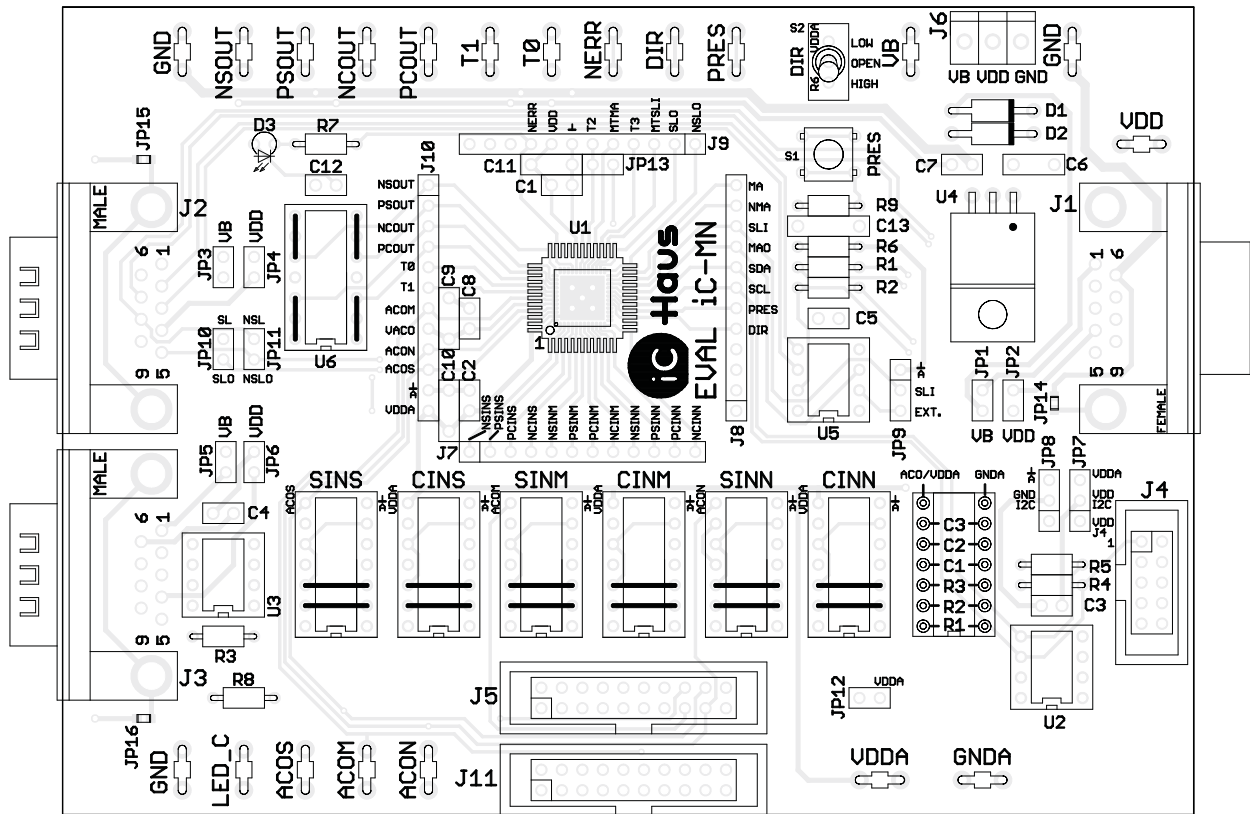 GND
NSOUT
PSOUT
NCOUT
PCOUT
T1
T0
NERR
DIR
PRES
S2
VDDA
DIR
R6
LOW
OPEN
HIGH
VB
J6
VB VDD GND
GND
D1
D2
VDD
JP15
D3
R7
C12
NERR
VDD
T2
MTMA
T3
MTSLI
SLO
NSLO
J9
C11
JP13
C1
S1
PRES
C7
C6
U4
MALE
J2
6
1
9
5
VB
VDD
JP3
JP4
SL
NSL
JP10
JP11
SLO
NSLO
U6
J10
NSOUT
PSOUT
NCOUT
PCOUT
T0
T1
ACOM
VACO
ACON
ACOS
VDDA
C9
C8
C10
C2
U1
1
iC Haus
EVAL iC-MN
J7
NSINS
PSINS
PCINS
NCINS
NSINM
PSINM
PCINM
NCINM
NSINN
PSINN
PCINN
NCINN
MA
NMA
SLI
MAO
SDA
SCL
PRES
DIR
J8
R9
C13
R6
R1
R2
C5
U5
SLI
EXT.
JP9
J1
1
6
5
9
FEMALE
JP1
JP2
VB
VDD
JP14
VB
VDD
JP5
JP6
MALE
6
1
9
5
J3
C4
U3
R3
R8
JP16
SINS
CINS
SINM
CINM
SINN
CINN
ACOS
VDDA
ACOM
VDDA
ACON
VDDA
ACO/VDDA
GNDA
C3
C2
C1
R3
R2
R1
JP8
JP7
GND
I2C
VDDA
VDD
I2C
VDD
J4
1
J4
R5
R4
C3
U2
JP12
VDDA
J5
J11
GND
LED_C
ACOS
ACOM
ACON
VDDA
GNDA